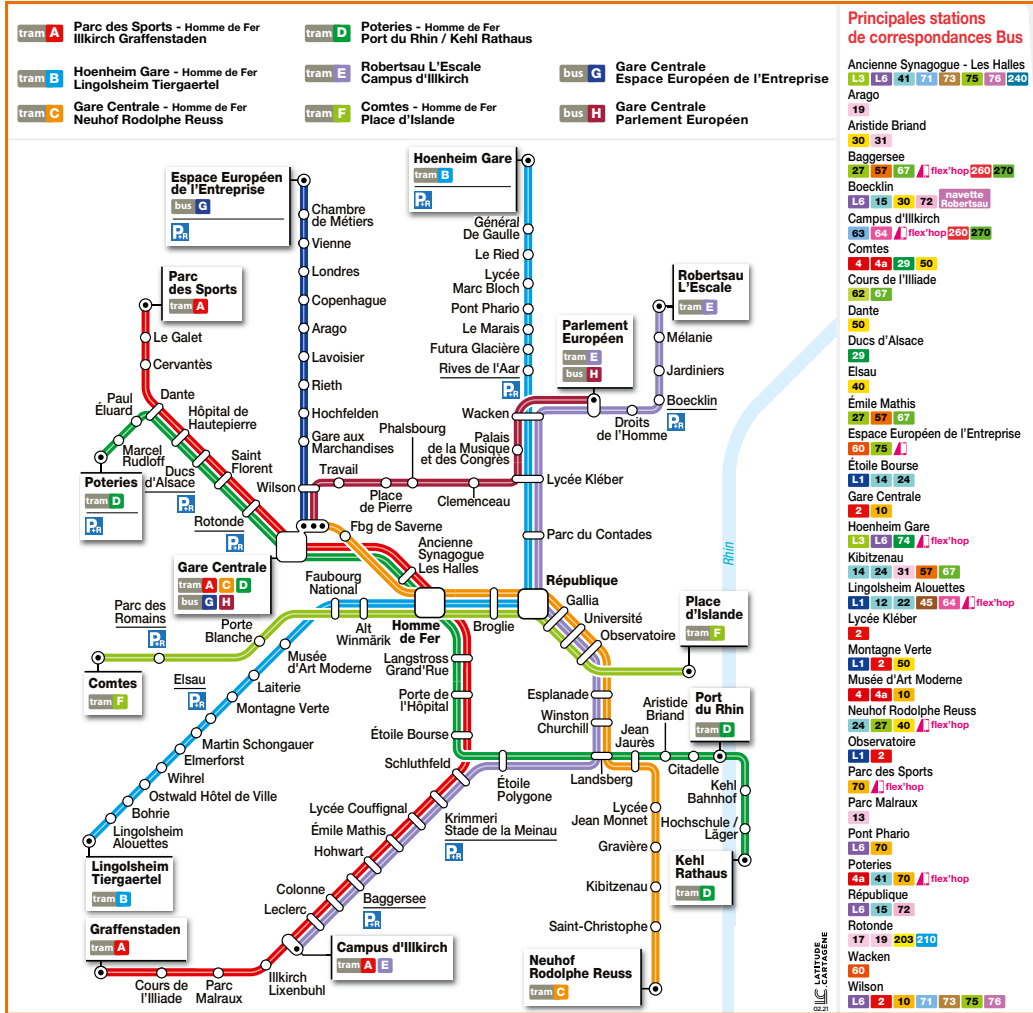 tram A Parc des Sports - Homme de Fer
Illkirch Graffenstaden
tram B Hoenheim Gare - Homme de Fer
Lingolsheim Tiergaertel
tram C Gare Centrale - Homme de Fer
Neuhof Rodolphe Reuss
tram D Poteries - Homme de Fer
Port du Rhin / Kehl Rathaus
tram E Robertsau L'Escale
Campus d'Illkirch
tram F Comtes - Homme de Fer
Place d'Islande
bus G Gare Centrale
Espace Européen de l'Entreprise
bus H Gare Centrale
Parlement Européen
Espace Européen
de l'Entreprise
bus G
P+R
Chambre
de Métiers
Vienne
Londres
Copenhague
Arago
Lavoisier
Rieth
Hochfelden
Gare aux
Marchandises
Wilson
Hoenheim Gare
tram B
P+R
Général
De Gaulle
Le Ried
Lycée
Marc Bloch
Pont Phario
Le Marais
Futura Glacière
Rives de l'Aar
P+R
Wacken
Palais
de la Musique
et des Congrès
Lycée Kléber
Parc du Contades
Parlement
Européen
tram E
bus H
Robertsau
L'Escale
tram E
Mélanie
Jardiniers
Boecklin
P+R
Droits
de l'Homme
Travail
Place
de Pierre
Phalsbourg
Clemenceau
Parc
des Sports
tram A
Le Galet
Cervantès
Dante
Paul
Éluard
Marcel
Rudloff
Poteries
tram D
P+R
Hôpital de
Hautepierre
Ducs
d'Alsace
P+R
Saint
Florent
Rotonde
P+R
Gare Centrale
tram A C D
bus G H
Fbg de Saverne
Ancienne
Synagogue
Les Halles
Faubourg
National
Alt
Winmärik
Homme
de Fer
Broglie
République
Gallia
Université
Observatoire
Place
d'Islande
tram F
Parc des
Romains
P+R
Porte
Blanche
Comtes
tram F
Musée
d'Art Moderne
Laiterie
Montagne Verte
Elsau
P+R
Martin Schongauer
Elmerforst
Wihrel
Ostwald Hôtel de Ville
Bohrie
Lingolsheim
Alouettes
Lingolsheim
Tiergaertel
tram B
Langstross
Grand'Rue
Porte de
l'Hôpital
Étoile Bourse
Schluthfeld
Étoile
Polygone
Krimmeri
Stade de la Meinau
P+R
Lycée Couffignal
Émile Mathis
Hohwart
Baggersee
P+R
Colonne
Leclerc
Campus d'Illkirch
tram A E
Illkirch
Lixenbuhl
Parc
Malraux
Cours de
l'Illiade
Graffenstaden
tram A
Esplanade
Winston
Churchill
Landsberg
Jean
Jaurès
Aristide
Briand
Citadelle
Port
du Rhin
tram D
Kehl
Bahnhof
Hochschule /
Läger
Kehl
Rathaus
tram D
Lycée
Jean Monnet
Gravière
Kibitzenau
Saint-Christophe
Neuhof
Rodolphe Reuss
tram C
Rhin
LATITUDE
CARTAGÈNE
02.21
Principales stations
de correspondances Bus
Ancienne Synagogue - Les Halles
L3 L6 41 71 73 75 76 240
Arago
19
Aristide Briand
30 31
Baggersee
27 57 67 flex'hop 260 270
Boecklin
L6 15 30 72 navette Robertsau
Campus d'Illkirch
63 64 flex'hop 260 270
Comtes
4 4a 29 50
Cours de l'Illiade
62 67
Dante
50
Ducs d'Alsace
29
Elsau
40
Émile Mathis
27 57 67
Espace Européen de l'Entreprise
60 75
Étoile Bourse
L1 14 24
Gare Centrale
2 10
Hoenheim Gare
L3 L6 74 flex'hop
Kibitzenau
14 24 31 57 67
Lingolsheim Alouettes
L1 12 22 45 64 flex'hop
Lycée Kléber
2
Montagne Verte
L1 2 50
Musée d'Art Moderne
4 4a 10
Neuhof Rodolphe Reuss
24 27 40 flex'hop
Observatoire
L1 2
Parc des Sports
70 flex'hop
Parc Malraux
13
Pont Phario
L6 70
Poteries
4a 41 70 flex'hop
République
L6 15 72
Rotonde
17 19 203 210
Wacken
60
Wilson
L6 2 10 71 73 75 76